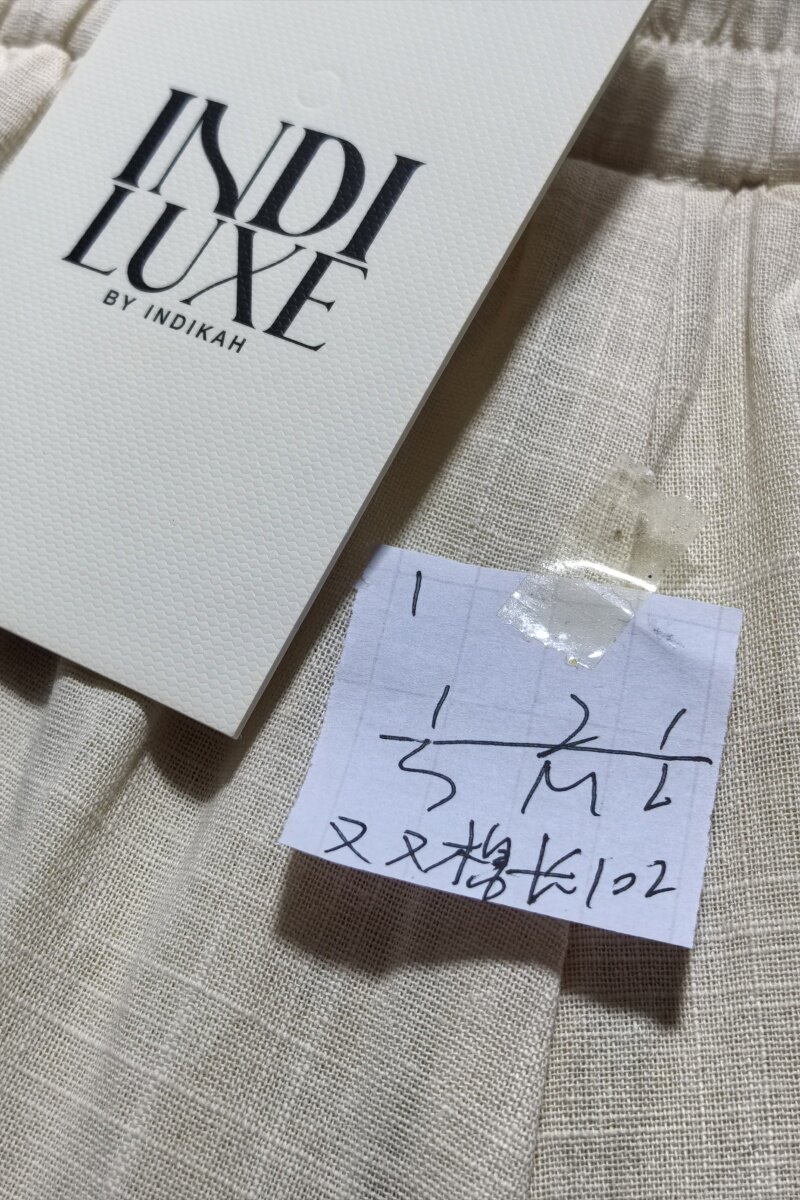 INDI
LUXE
BY INDIKAH
1
1 2 1
S M L
又又棉长102